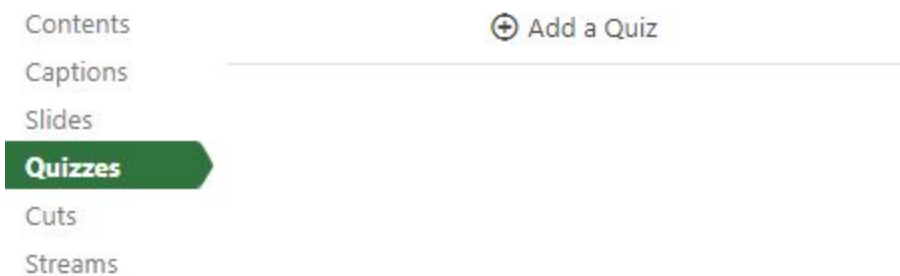 Contents
Add a Quiz
Captions
Slides
Quizzes
Cuts
Streams